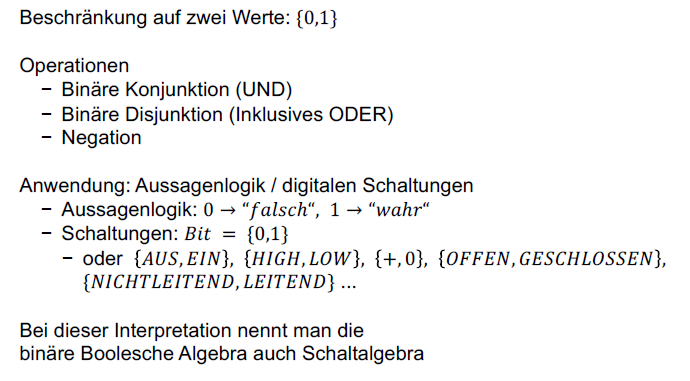 Beschränkung auf zwei Werte: {0,1}
Operationen
− Binäre Konjunktion (UND)
− Binäre Disjunktion (Inklusives ODER)
− Negation
Anwendung: Aussagenlogik / digitalen Schaltungen
− Aussagenlogik: 0 → “falsch“, 1 → “wahr“
− Schaltungen: Bit = {0,1}
− oder {AUS, EIN}, {HIGH, LOW}, {+, 0}, {OFFEN, GESCHLOSSEN},
{NICHTLEITEND, LEITEND} ...
Bei dieser Interpretation nennt man die
binäre Boolesche Algebra auch Schaltalgebra